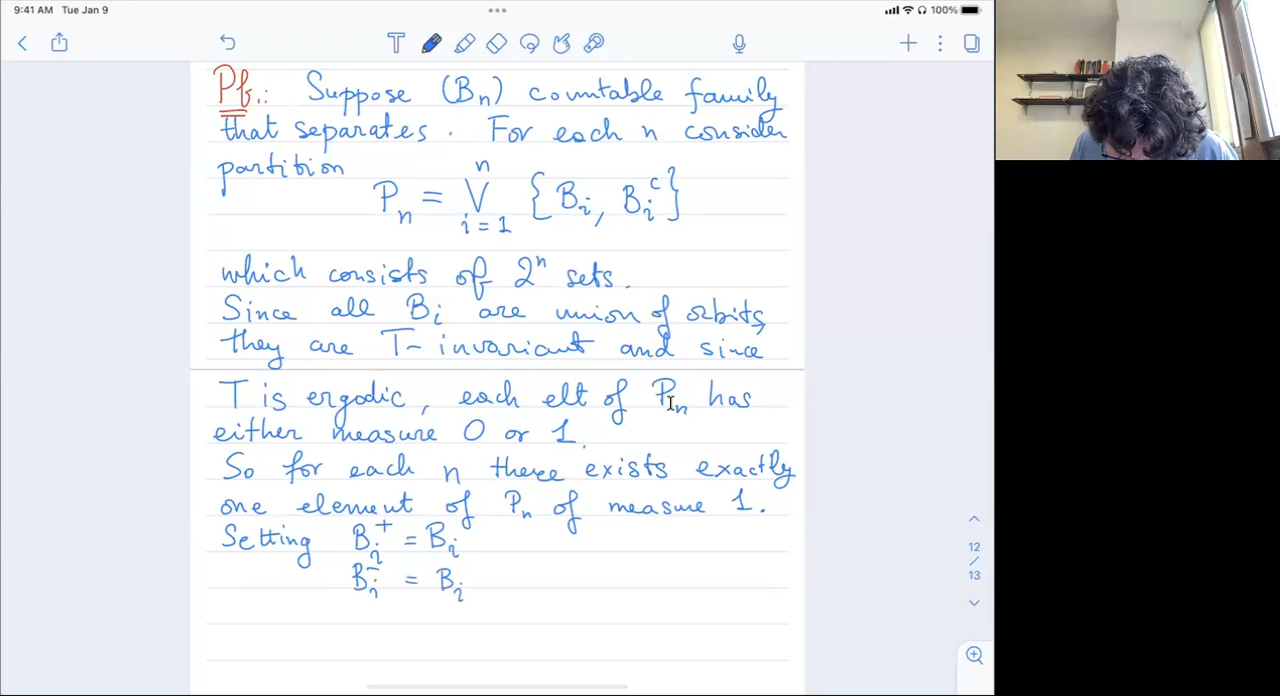 9:41 AM Tue Jan 9
100%
T
Pf.: Suppose (Bn) countable family
that separates. For each n consider
partition
Pₙ = ⋁ⁿᵢ₌₁ {Bᵢ, Bᵢᶜ}
which consists of 2ⁿ sets.
Since all Bᵢ are union of orbits,
they are T-invariant and since
T is ergodic, each elt of Pₙ has
either measure 0 or 1.
So for each n there exists exactly
one element of Pₙ of measure 1.
Setting Bᵢ⁺ = Bᵢ
Bᵢ⁻ = Bᵢ
12
/
13